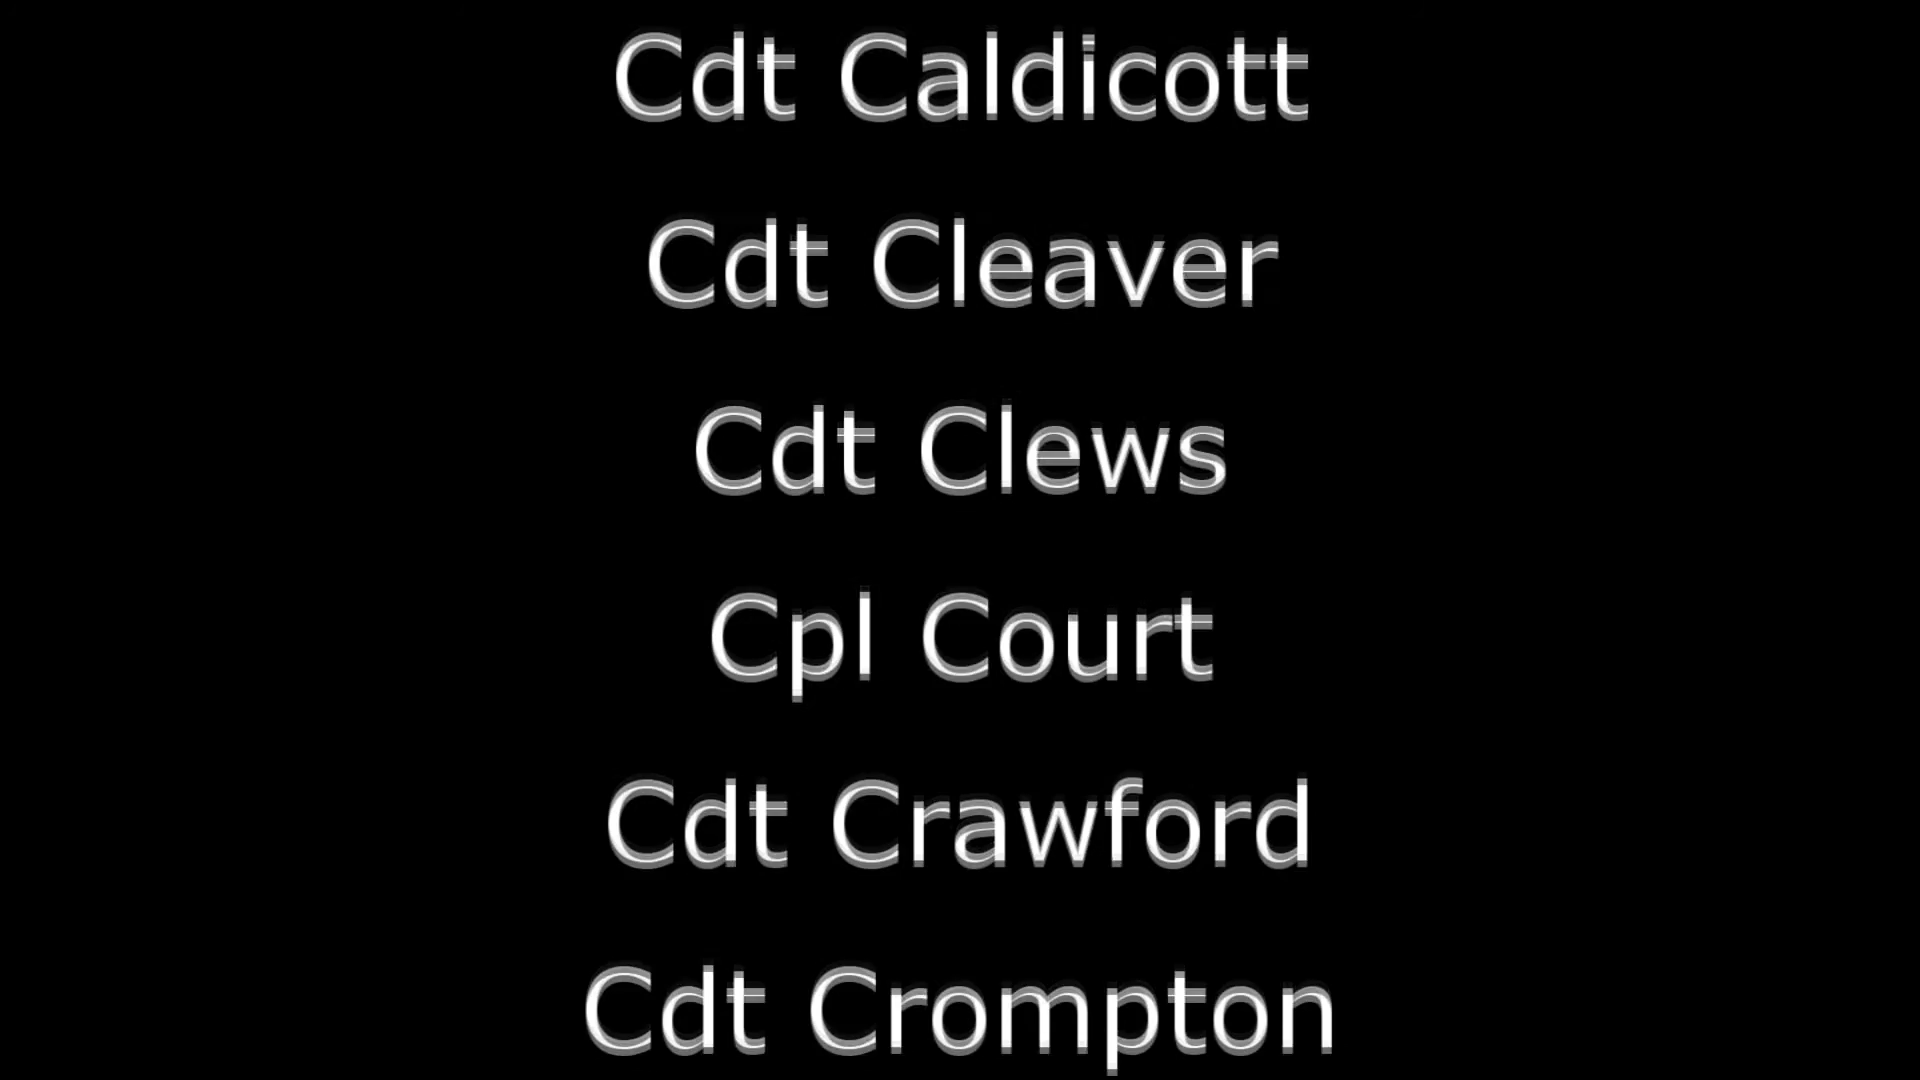 Cdt Caldicott
Cdt Cleaver
Cdt Clews
Cpl Court
Cdt Crawford
Cdt Crompton